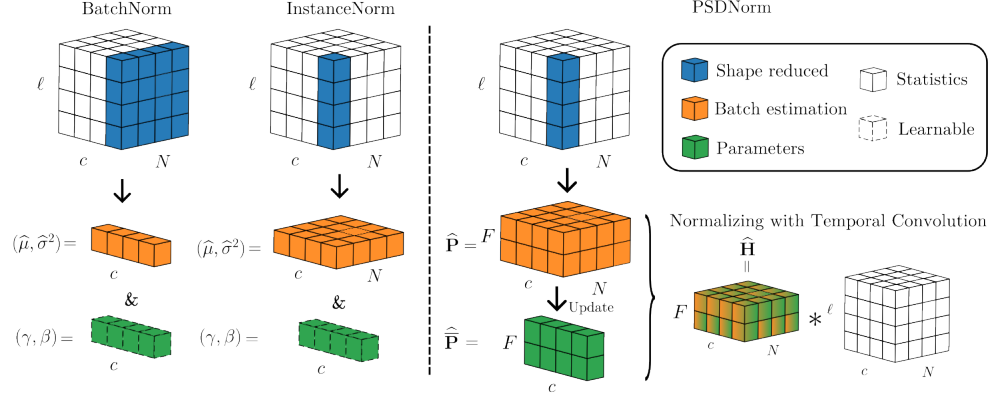 BatchNorm
InstanceNorm
PSDNorm
ℓ
c
N
ℓ
c
N
ℓ
c
N
Shape reduced
Batch estimation
Parameters
Statistics
Learnable
(μ̂, σ̂²) =
c
(μ̂, σ̂²) =
c
N
P̂ =
F
c
N
Normalizing with Temporal Convolution
Ĥ
=
F
c
N
*
ℓ
c
N
&
&
Update
(γ, β) =
c
(γ, β) =
c
P̂̅ =
F
c